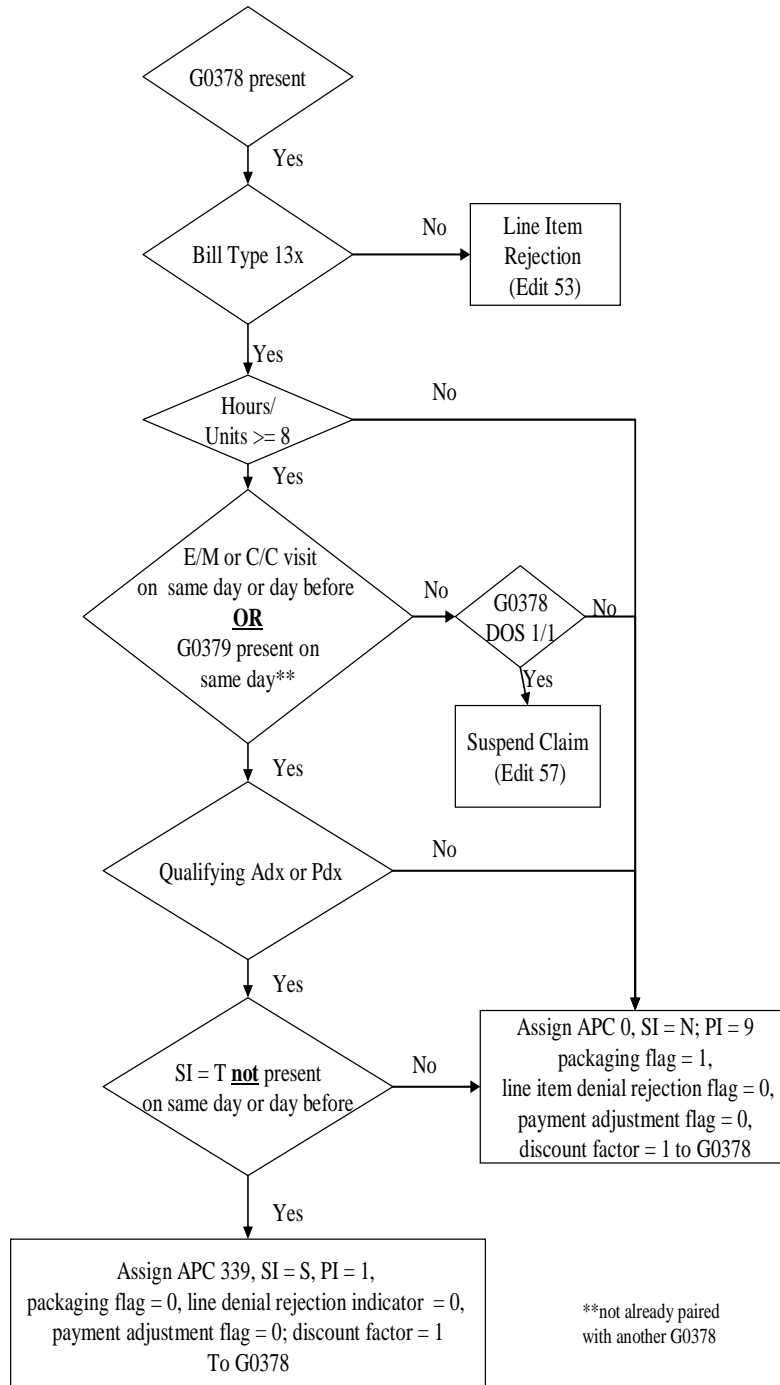 G0378 present
Yes
Bill Type 13x
No
Line Item
Rejection
(Edit 53)
Yes
Hours/
Units >= 8
No
Yes
E/M or C/C visit
on same day or day before
OR
G0379 present on
same day**
No
G0378
DOS 1/1
No
Yes
Suspend Claim
(Edit 57)
Yes
Qualifying Adx or Pdx
No
Yes
SI = T not present
on same day or day before
No
Assign APC 0, SI = N; PI = 9
packaging flag = 1,
line item denial rejection flag = 0,
payment adjustment flag = 0,
discount factor = 1 to G0378
Yes
Assign APC 339, SI = S, PI = 1,
packaging flag = 0, line denial rejection indicator = 0,
payment adjustment flag = 0; discount factor = 1
To G0378
**not already paired
with another G0378